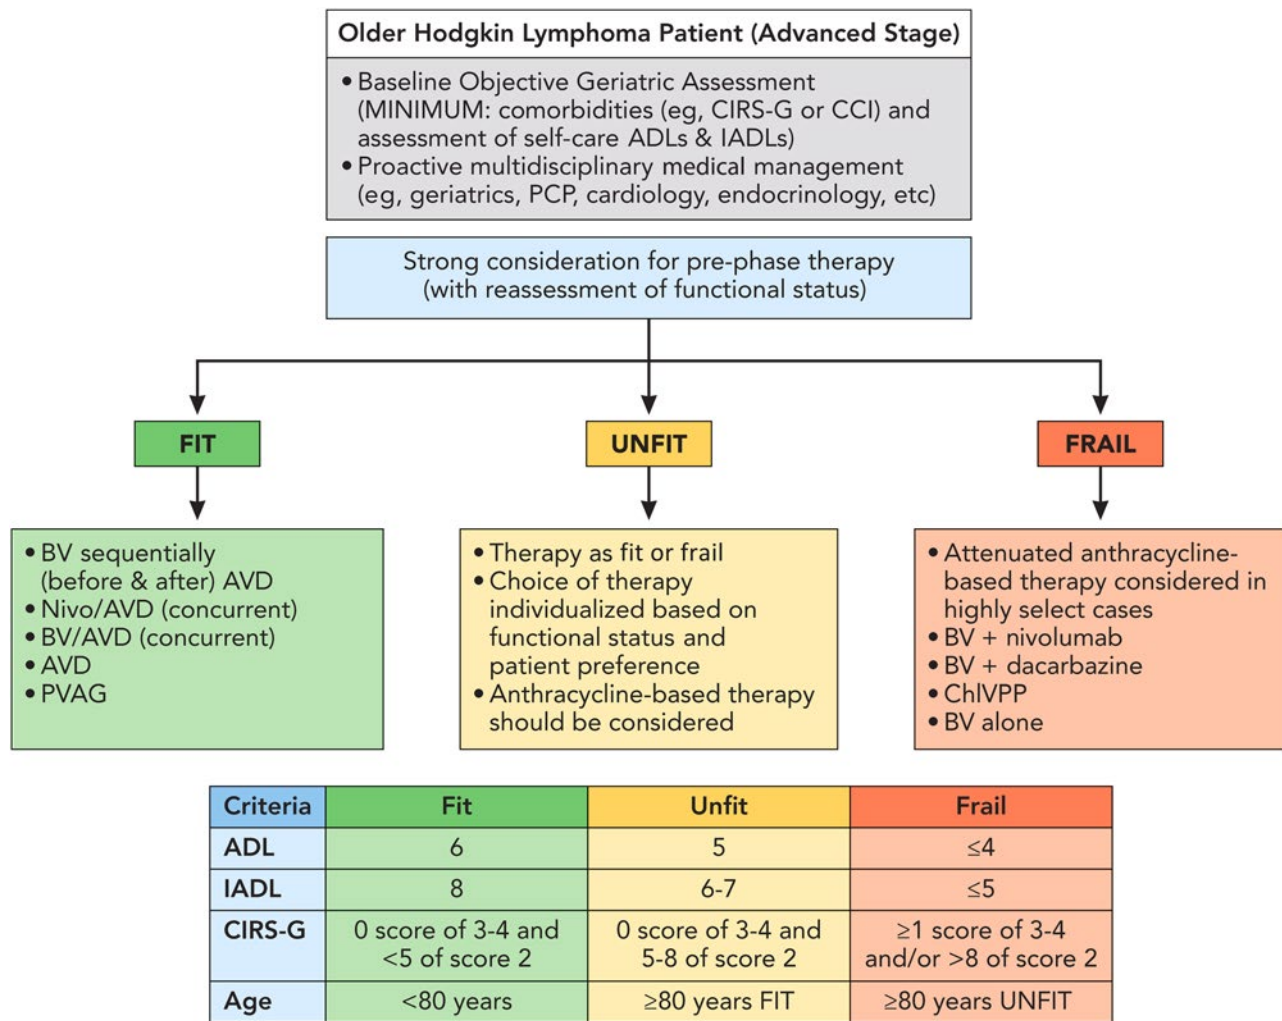 Older Hodgkin Lymphoma Patient (Advanced Stage)
• Baseline Objective Geriatric Assessment
(MINIMUM: comorbidities (eg, CIRS-G or CCI) and
assessment of self-care ADLs & IADLs)
• Proactive multidisciplinary medical management
(eg, geriatrics, PCP, cardiology, endocrinology, etc)
Strong consideration for pre-phase therapy
(with reassessment of functional status)
FIT
UNFIT
FRAIL
• BV sequentially
(before & after) AVD
• Nivo/AVD (concurrent)
• BV/AVD (concurrent)
• AVD
• PVAG
• Therapy as fit or frail
• Choice of therapy
individualized based on
functional status and
patient preference
• Anthracycline-based therapy
should be considered
• Attenuated anthracycline-
based therapy considered in
highly select cases
• BV + nivolumab
• BV + dacarbazine
• ChlVPP
• BV alone
Criteria Fit Unfit Frail
ADL 6 5 ≤4
IADL 8 6-7 ≤5
CIRS-G 0 score of 3-4 and 0 score of 3-4 and ≥1 score of 3-4
<5 of score 2 5-8 of score 2 and/or >8 of score 2
Age <80 years ≥80 years FIT ≥80 years UNFIT